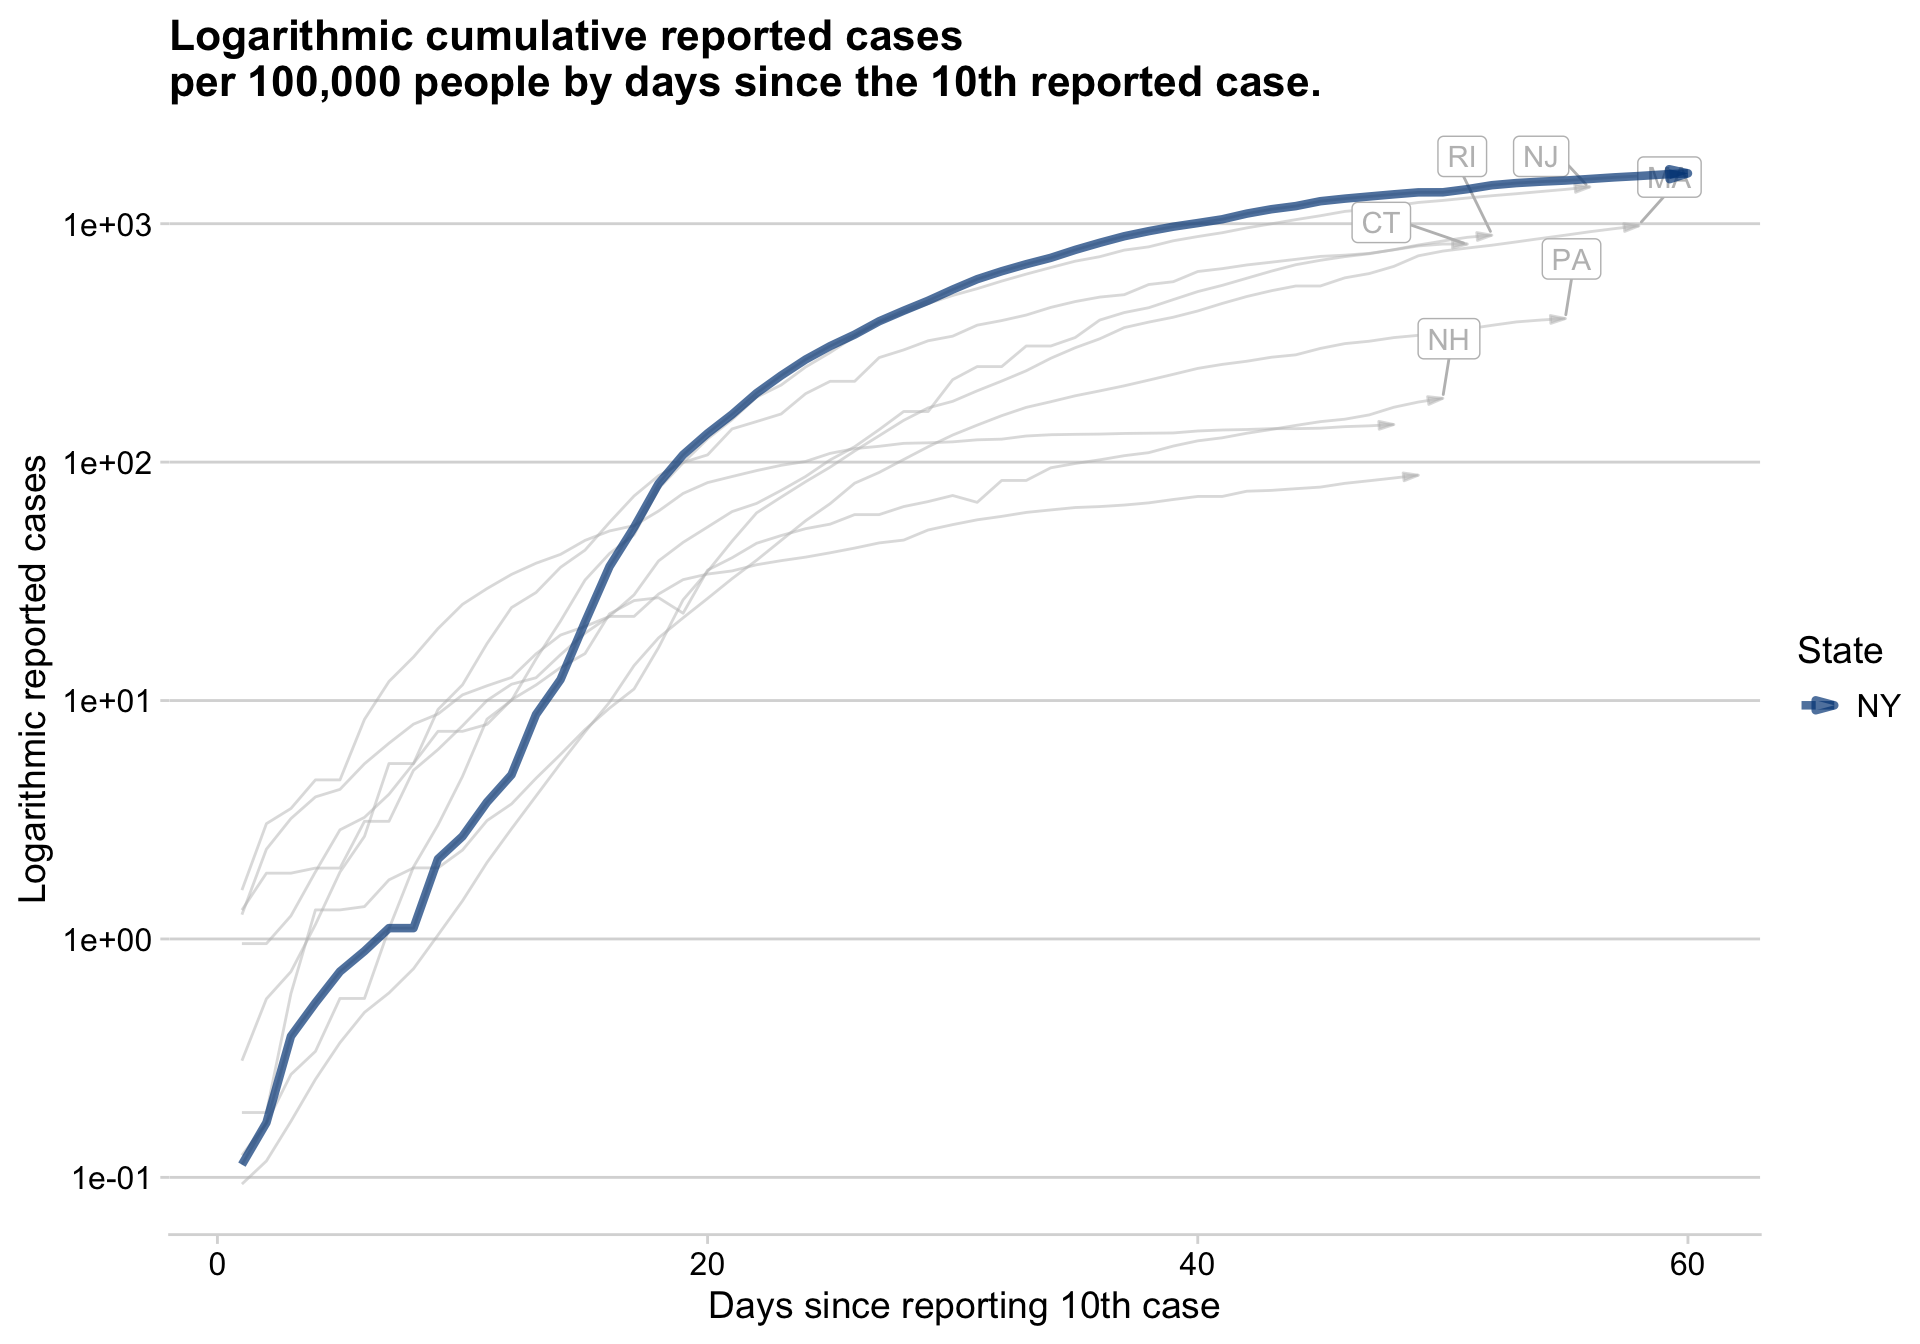 Logarithmic cumulative reported cases
per 100,000 people by days since the 10th reported case.
RI
NJ
MA
CT
PA
NH
1e+03
1e+02
1e+01
1e+00
1e-01
Logarithmic reported cases
State
NY
0
20
40
60
Days since reporting 10th case